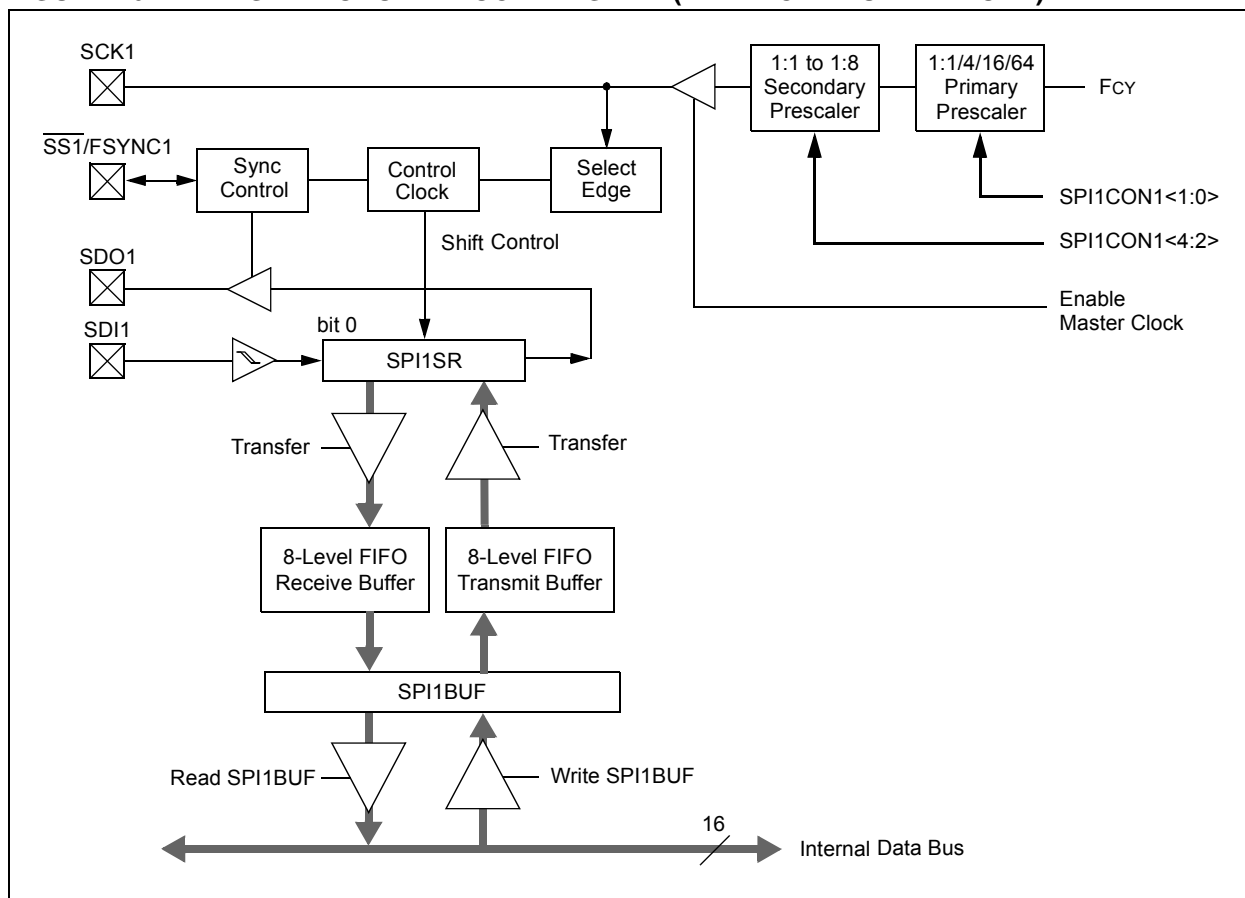 SCK1
SS1/FSYNC1
SDO1
SDI1
Sync
Control
Control
Clock
Select
Edge
1:1 to 1:8
Secondary
Prescaler
1:1/4/16/64
Primary
Prescaler
FCY
SPI1CON1<1:0>
SPI1CON1<4:2>
Enable
Master Clock
Shift Control
bit 0
SPI1SR
Transfer
Transfer
8-Level FIFO
Receive Buffer
8-Level FIFO
Transmit Buffer
SPI1BUF
Read SPI1BUF
Write SPI1BUF
16
Internal Data Bus